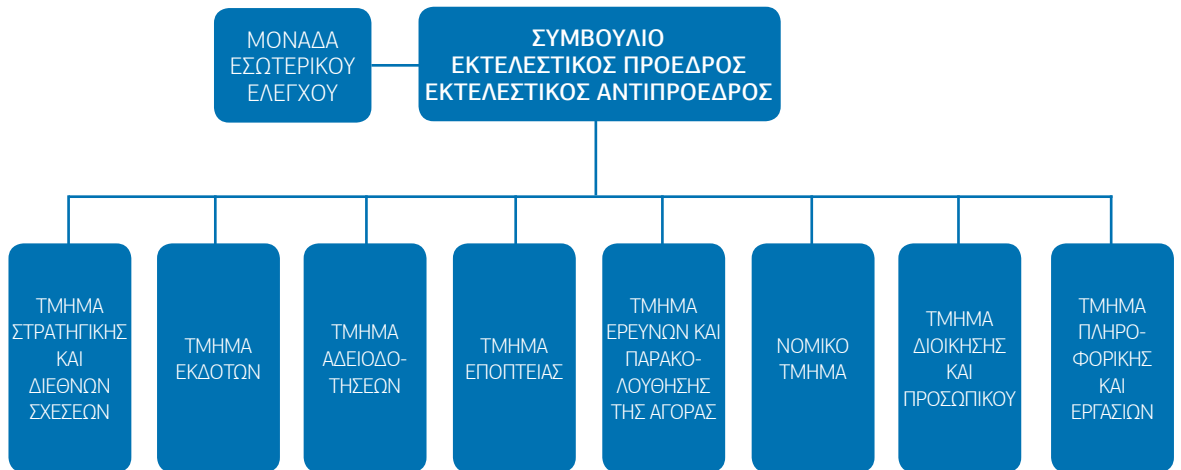 ΜΟΝΑΔΑ
ΕΣΩΤΕΡΙΚΟΥ
ΕΛΕΓΧΟΥ
ΣΥΜΒΟΥΛΙΟ
ΕΚΤΕΛΕΣΤΙΚΟΣ ΠΡΟΕΔΡΟΣ
ΕΚΤΕΛΕΣΤΙΚΟΣ ΑΝΤΙΠΡΟΕΔΡΟΣ
ΤΜΗΜΑ
ΣΤΡΑΤΗΓΙΚΗΣ
ΚΑΙ
ΔΙΕΘΝΩΝ
ΣΧΕΣΕΩΝ
ΤΜΗΜΑ
ΕΚΔΟΤΩΝ
ΤΜΗΜΑ
ΑΔΕΙΟΔΟ-
ΤΗΣΕΩΝ
ΤΜΗΜΑ
ΕΠΟΠΤΕΙΑΣ
ΤΜΗΜΑ
ΕΡΕΥΝΩΝ ΚΑΙ
ΠΑΡΑΚΟ-
ΛΟΥΘΗΣΗΣ
ΤΗΣ ΑΓΟΡΑΣ
ΝΟΜΙΚΟ
ΤΜΗΜΑ
ΤΜΗΜΑ
ΔΙΟΙΚΗΣΗΣ
ΚΑΙ
ΠΡΟΣΩΠΙΚΟΥ
ΤΜΗΜΑ
ΠΛΗΡΟ-
ΦΟΡΙΚΗΣ
ΚΑΙ
ΕΡΓΑΣΙΩΝ